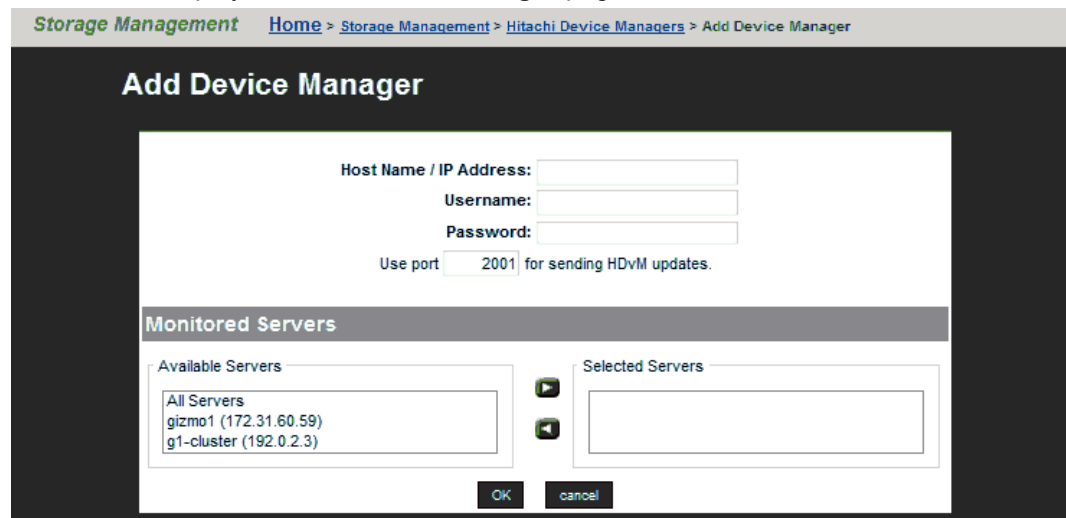 Storage Management Home > Storage Management > Hitachi Device Managers > Add Device Manager
Add Device Manager
Host Name / IP Address:
Username:
Password:
Use port 2001 for sending HDvM updates.
Monitored Servers
Available Servers
All Servers
gizmo1 (172.31.60.59)
g1-cluster (192.0.2.3)
Selected Servers
OK cancel